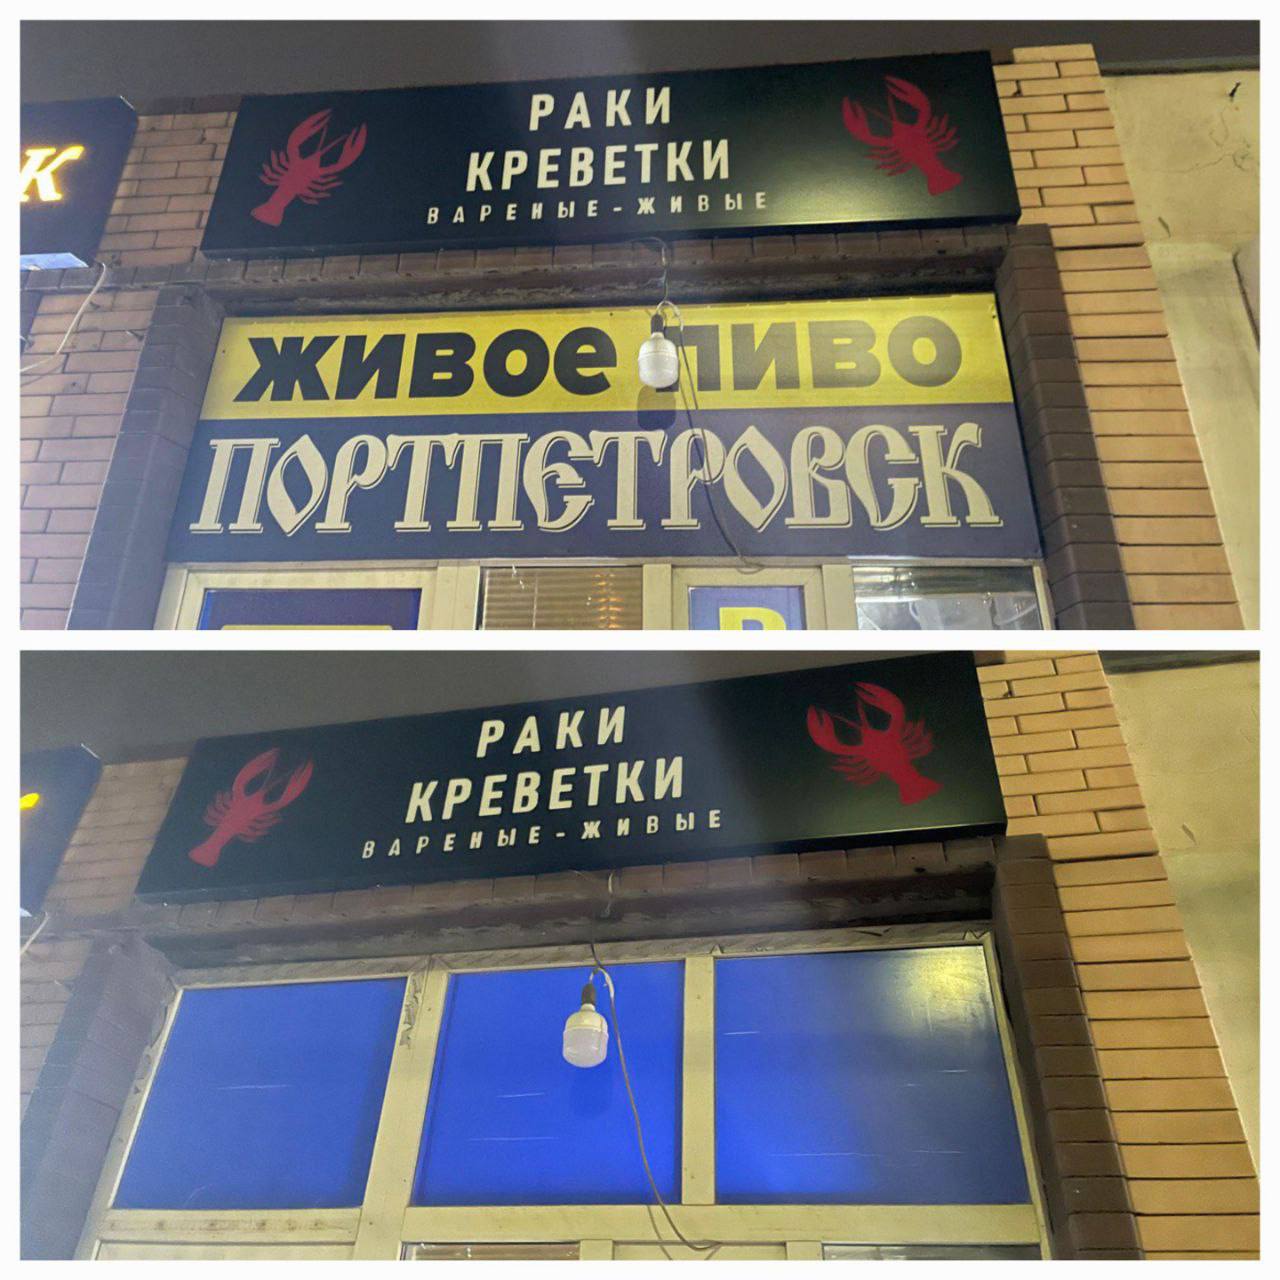 К
РАКИ
КРЕВЕТКИ
ВАРЕНЫЕ-ЖИВЫЕ
ЖИВОЕ ПИВО
ПОРТПЕТРОВСК
РАКИ
КРЕВЕТКИ
ВАРЕНЫЕ-ЖИВЫЕ